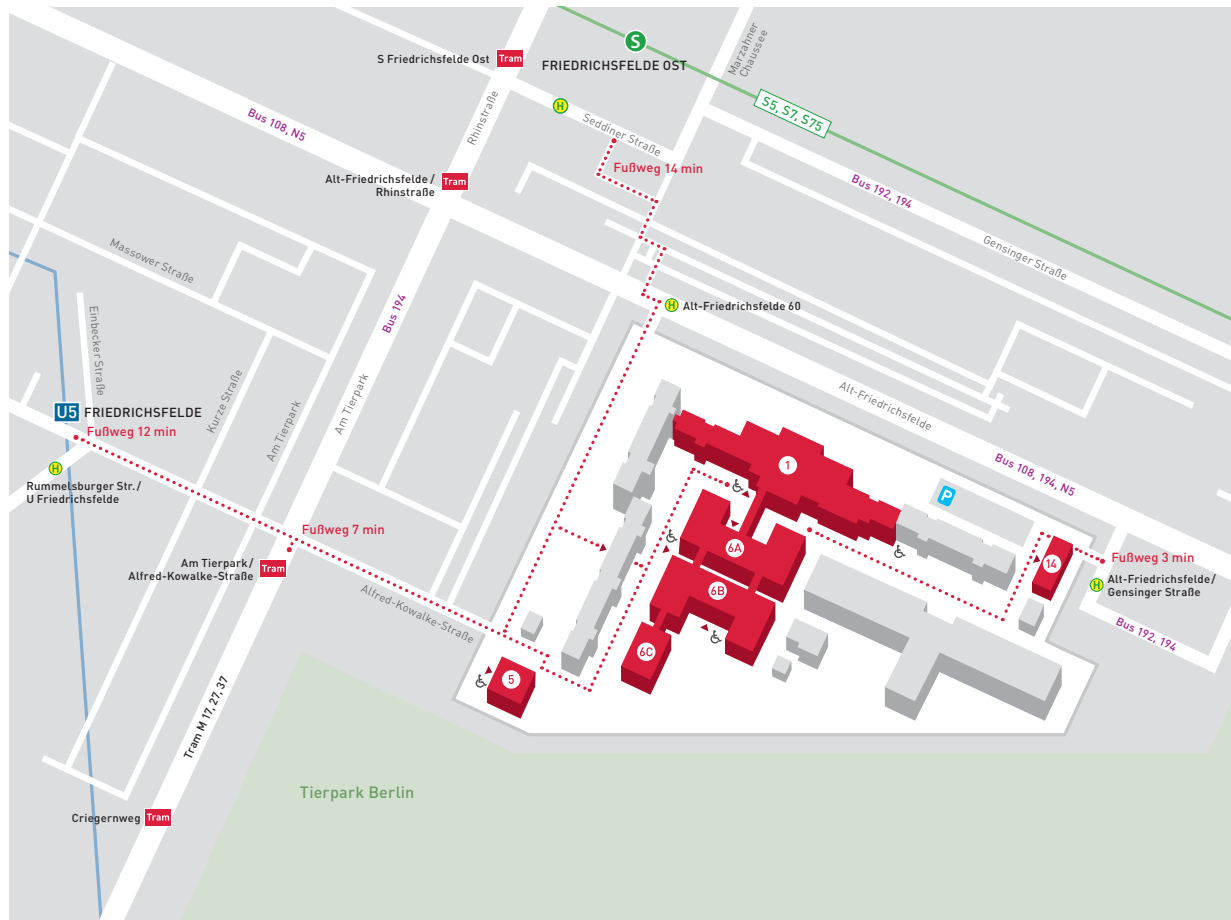 S
FRIEDRICHSFELDE OST
S Friedrichsfelde Ost
Tram
Marzahner
Chaussee
S5, S7, S75
H
Seddiner Straße
Rhinstraße
Bus 108, N5
Fußweg 14 min
Alt-Friedrichsfelde /
Rhinstraße
Tram
Bus 192, 194
Gensinger Straße
Massower Straße
Bus 194
H
Alt-Friedrichsfelde 60
Einbecker Straße
Kurze Straße
Am Tierpark
Am Tierpark
Alt-Friedrichsfelde
U5
FRIEDRICHSFELDE
Fußweg 12 min
H
Rummelsburger Str./
U Friedrichsfelde
1
P
Bus 108, 194, N5
Fußweg 7 min
Am Tierpark /
Alfred-Kowalke-Straße
Tram
Alfred-Kowalke-Straße
6A
6B
6C
5
14
Fußweg 3 min
H
Alt-Friedrichsfelde/
Gensinger Straße
Bus 192, 194
Tram M 17, 27, 37
Tierpark Berlin
Criegernweg
Tram